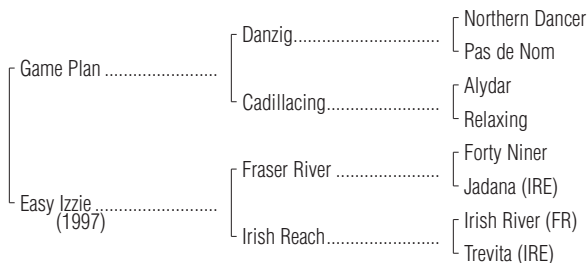 Northern Dancer
Danzig................................
Pas de Nom
Game Plan .........................
Alydar
Cadillacing.........................
Relaxing
Forty Niner
Fraser River .......................
Jadana (IRE)
Easy Izzie ...........................
(1997)
Irish River (FR)
Irish Reach.........................
Trevita (IRE)